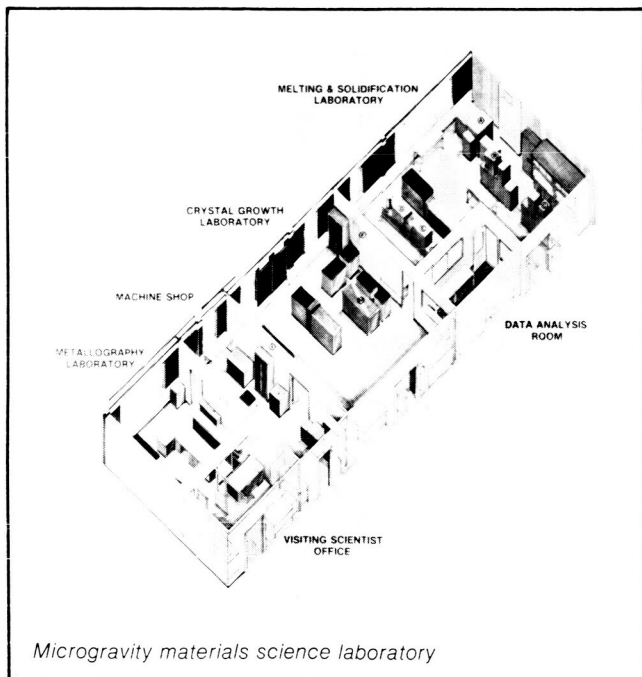 MELTING & SOLIDIFICATION
LABORATORY
CRYSTAL GROWTH
LABORATORY
MACHINE SHOP
METALLOGRAPHY
LABORATORY
DATA ANALYSIS
ROOM
VISITING SCIENTIST
OFFICE
Microgravity materials science laboratory